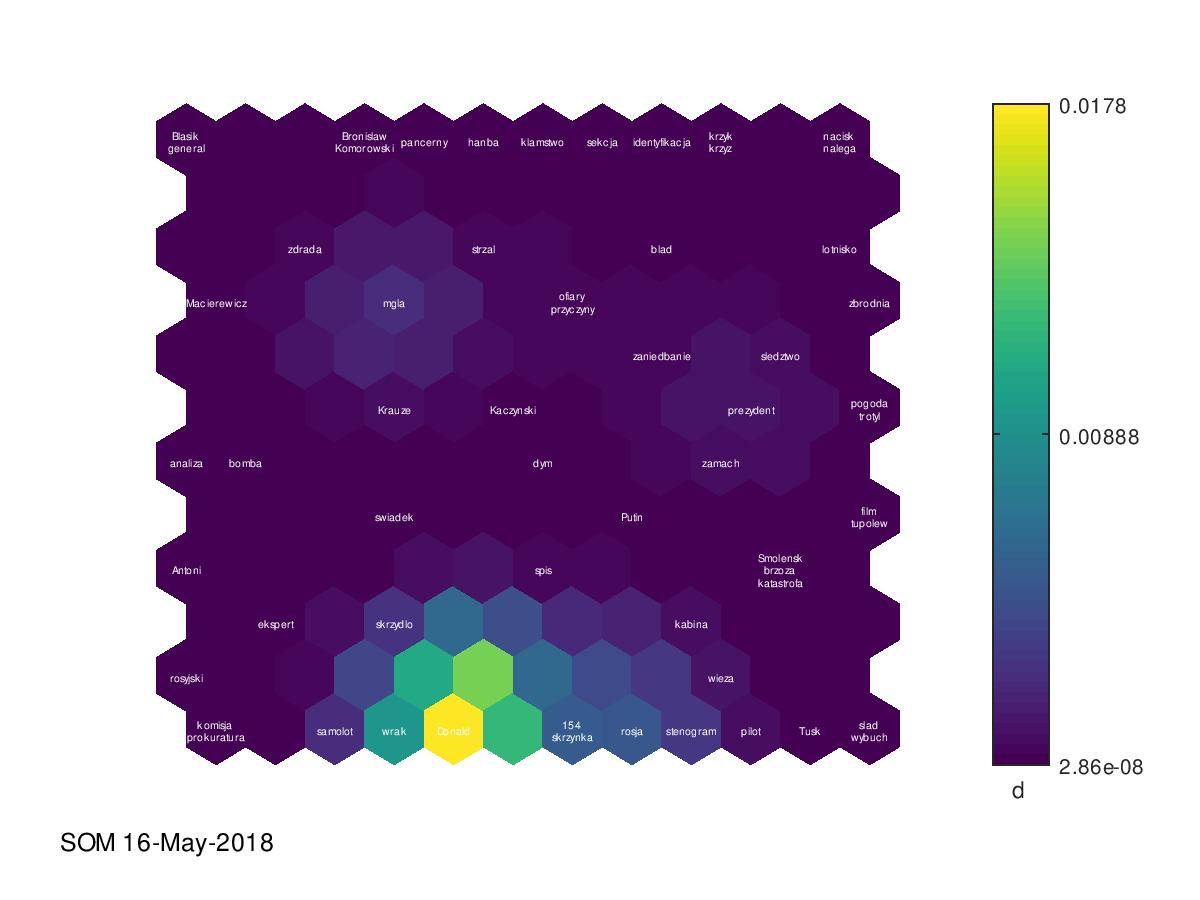 0.0178
Blasik
general
Bronislaw
Komorowski
pancerny
hanba
klamstwo
sekcja
identyfikacja
krzyk
krzyz
nacisk
nalega
zdrada
strzal
blad
lotnisko
Macierewicz
mgla
ofiary
przyczyny
zbrodnia
zaniedbanie
sledztwo
Krauze
Kaczynski
prezydent
pogoda
trotyl
0.00888
analiza
bomba
dym
zamach
swiadek
Putin
film
tupolew
Antoni
spis
Smolensk
brzoza
katastrofa
ekspert
skrzydlo
kabina
rosyjski
wieza
komisja
prokuratura
samolot
wrak
Donald
154
skrzynka
rosja
stenogram
pilot
Tusk
slad
wybuch
2.86e-08
d
SOM 16-May-2018